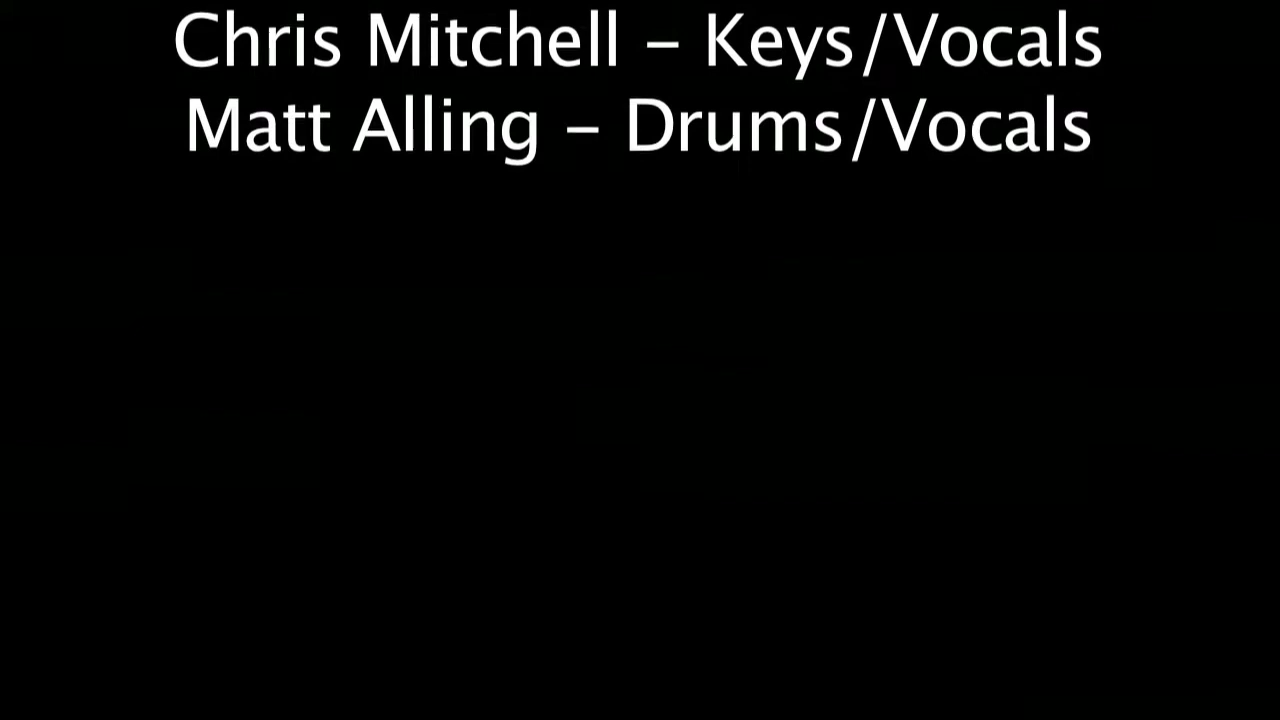 Chris Mitchell – Keys/Vocals
Matt Alling – Drums/Vocals